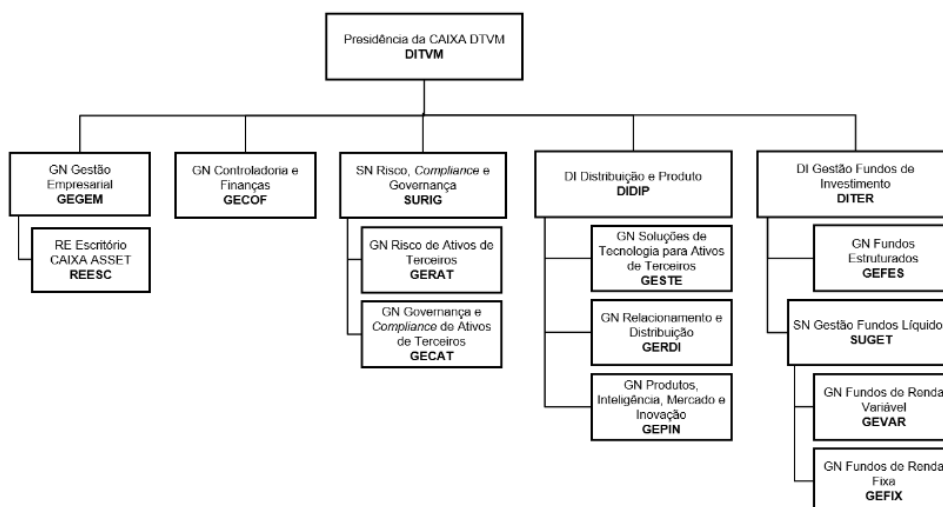 Presidência da CAIXA DTVM
DITVM
GN Gestão
Empresarial
GEGEM
RE Escritório
CAIXA ASSET
REESC
GN Controladoria e
Finanças
GECOF
SN Risco, Compliance e
Governança
SURIG
GN Risco de Ativos de
Terceiros
GERAT
GN Governança e
Compliance de Ativos
de Terceiros
GECAT
DI Distribuição e Produto
DIDIP
GN Soluções de
Tecnologia para Ativos
de Terceiros
GESTE
GN Relacionamento e
Distribuição
GERDI
GN Produtos,
Inteligência, Mercado e
Inovação
GEPIN
DI Gestão Fundos de
Investimento
DITER
GN Fundos
Estruturados
GEFES
SN Gestão Fundos Líquido
SUGET
GN Fundos de Renda
Variável
GEVAR
GN Fundos de Renda
Fixa
GEFIX